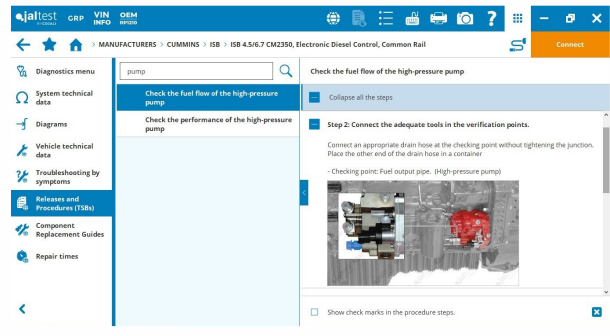 jaltest
BY COJALI
GRP
VIN
INFO
OEM
RP1210
?
> MANUFACTURERS > CUMMINS > ISB > ISB 4.5/6.7 CM2350, Electronic Diesel Control, Common Rail
Connect
Diagnostics menu
System technical
data
Diagrams
Vehicle technical
data
Troubleshooting by
symptoms
Releases and
Procedures (TSBs)
Component
Replacement Guides
Repair times
pump
Check the fuel flow of the high-pressure
pump
Check the performance of the high-pressure
pump
Check the fuel flow of the high-pressure pump
Collapse all the steps
Step 2: Connect the adequate tools in the verification points.
Connect an appropriate drain hose at the checking point without tightening the junction.
Place the other end of the drain hose in a container
- Checking point: Fuel output pipe. (High-pressure pump)
Show check marks in the procedure steps.